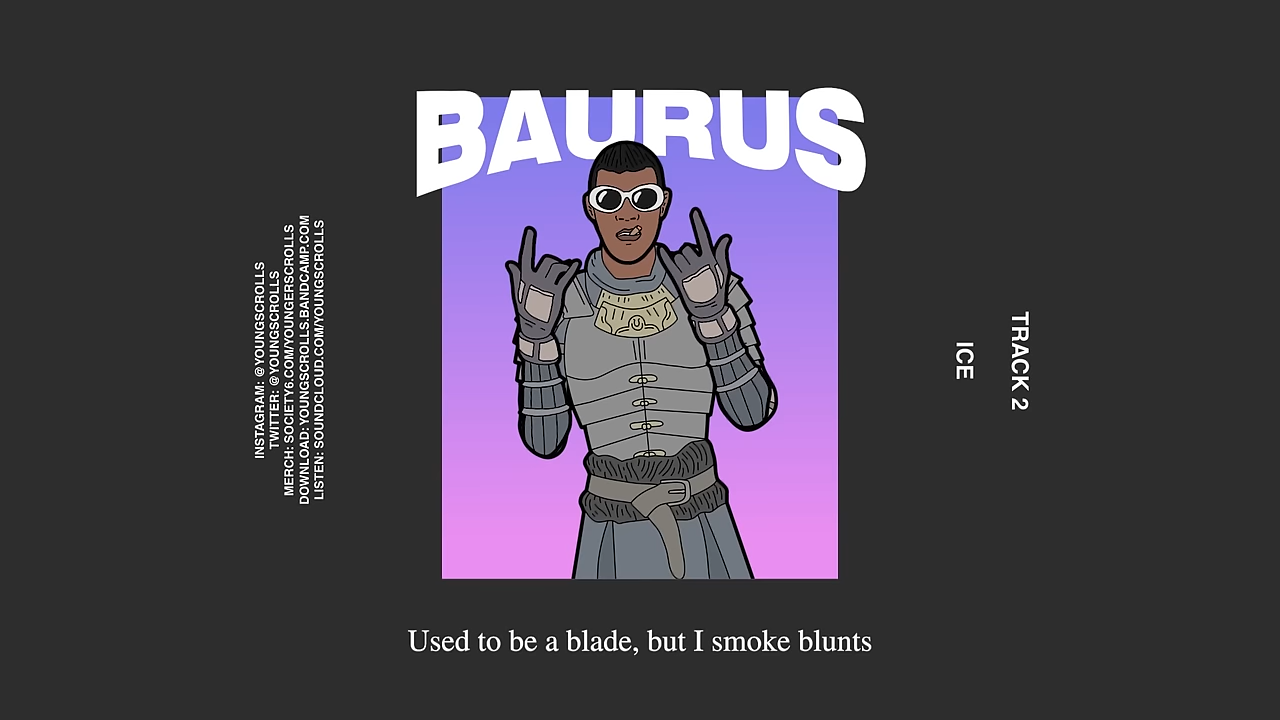 BAURUS
INSTAGRAM: @YOUNGSCROLLS
TWITTER: @YOUNGSCROLLS
MERCH: SOCIETY6.COM/YOUNGERSCROLLS
DOWNLOAD: YOUNGSCROLLS.BANDCAMP.COM
LISTEN: SOUNDCLOUD.COM/YOUNGSCROLLS
TRACK 2
ICE
Used to be a blade, but I smoke blunts